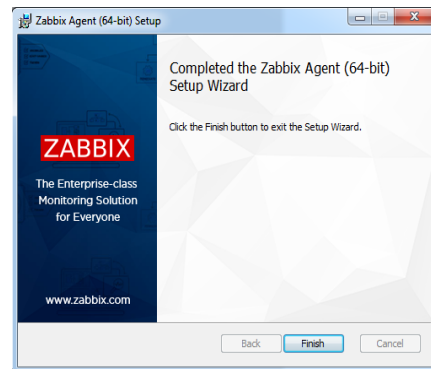 Zabbix Agent (64-bit) Setup
Completed the Zabbix Agent (64-bit)
Setup Wizard
Click the Finish button to exit the Setup Wizard.
ZABBIX
The Enterprise-class
Monitoring Solution
for Everyone
www.zabbix.com
Back
Finish
Cancel